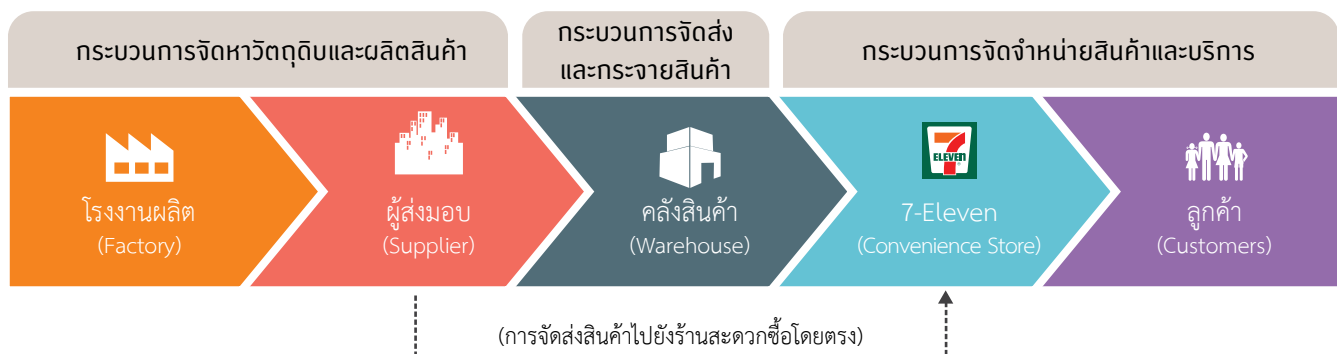 กระบวนการจัดหาวัตถุดิบและผลิตสินค้า
กระบวนการจัดส่ง
และกระจายสินค้า
กระบวนการจัดจำหน่ายสินค้าและบริการ
โรงงานผลิต
(Factory)
ผู้ส่งมอบ
(Supplier)
คลังสินค้า
(Warehouse)
7
ELEVEN
7-Eleven
(Convenience Store)
ลูกค้า
(Customers)
(การจัดส่งสินค้าไปยังร้านสะดวกซื้อโดยตรง)